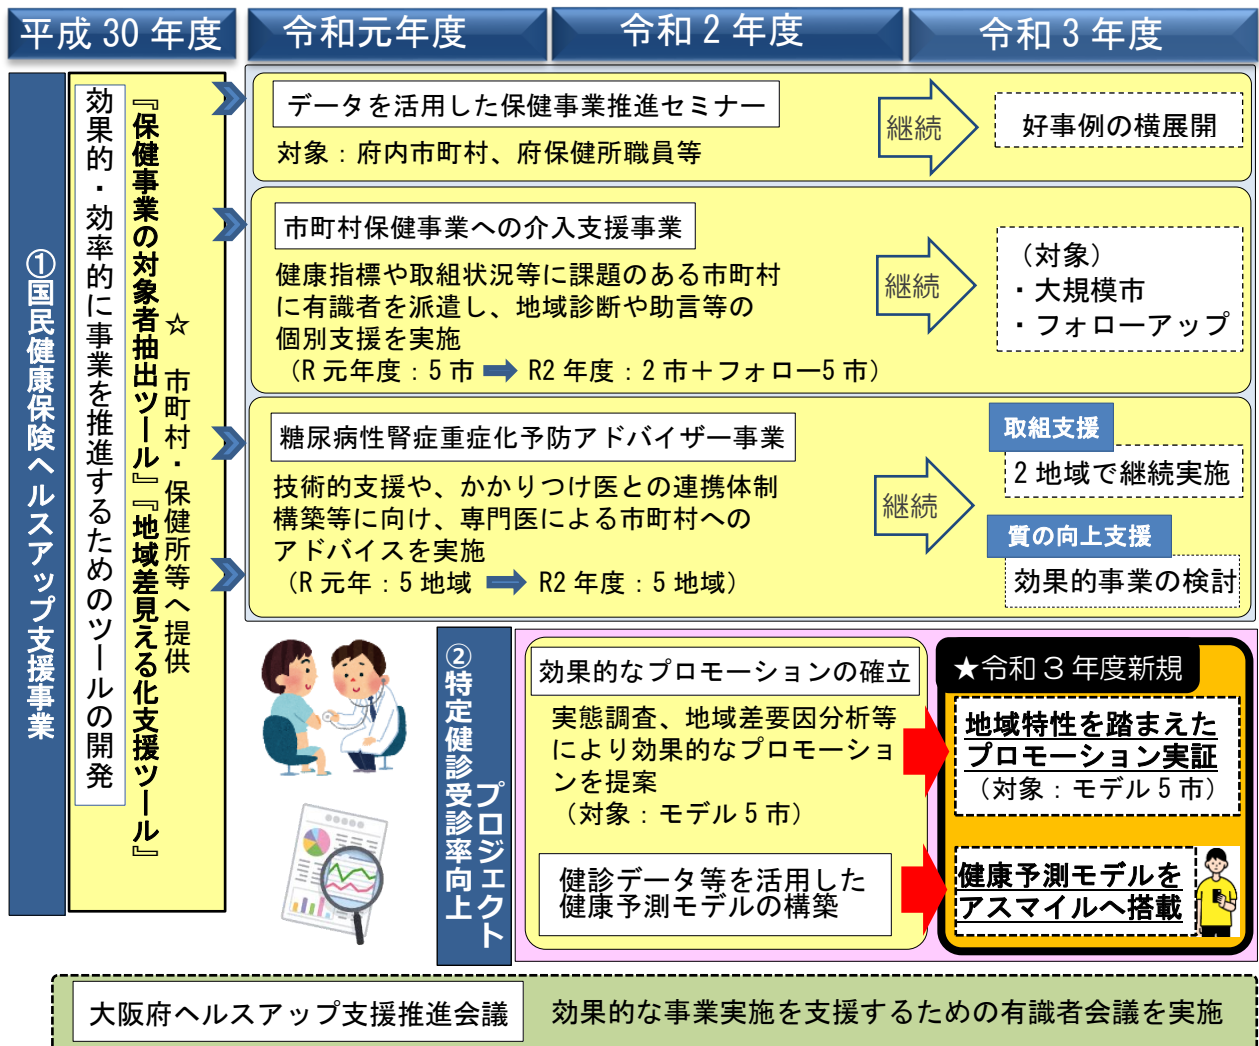 平成 30 年度
令和元年度
令和 2 年度
令和 3 年度
①国民健康保険ヘルスアップ支援事業
効果的・効率的に事業を推進するためのツールの開発
『保健事業の対象者抽出ツール』『地域差見える化支援ツール』
☆ 市町村・保健所等へ提供
データを活用した保健事業推進セミナー
対象：府内市町村、府保健所職員等
継続
好事例の横展開
市町村保健事業への介入支援事業
健康指標や取組状況等に課題のある市町村
に有識者を派遣し、地域診断や助言等の
個別支援を実施
（R 元年度：5 市 ➡ R2 年度：2 市＋フォロー5 市）
継続
（対象）
・大規模市
・フォローアップ
糖尿病性腎症重症化予防アドバイザー事業
技術的支援や、かかりつけ医との連携体制
構築等に向け、専門医による市町村への
アドバイスを実施
（R 元年：5 地域 ➡ R2 年度：5 地域）
継続
取組支援
2 地域で継続実施
質の向上支援
効果的事業の検討
②特定健診受診率向上
プロジェクト
効果的なプロモーションの確立
実態調査、地域差要因分析等
により効果的なプロモーショ
ンを提案
（対象：モデル 5 市）
健診データ等を活用した
健康予測モデルの構築
★令和 3 年度新規
地域特性を踏まえた
プロモーション実証
（対象：モデル 5 市）
健康予測モデルを
アスマイルへ搭載
大阪府ヘルスアップ支援推進会議
効果的な事業実施を支援するための有識者会議を実施